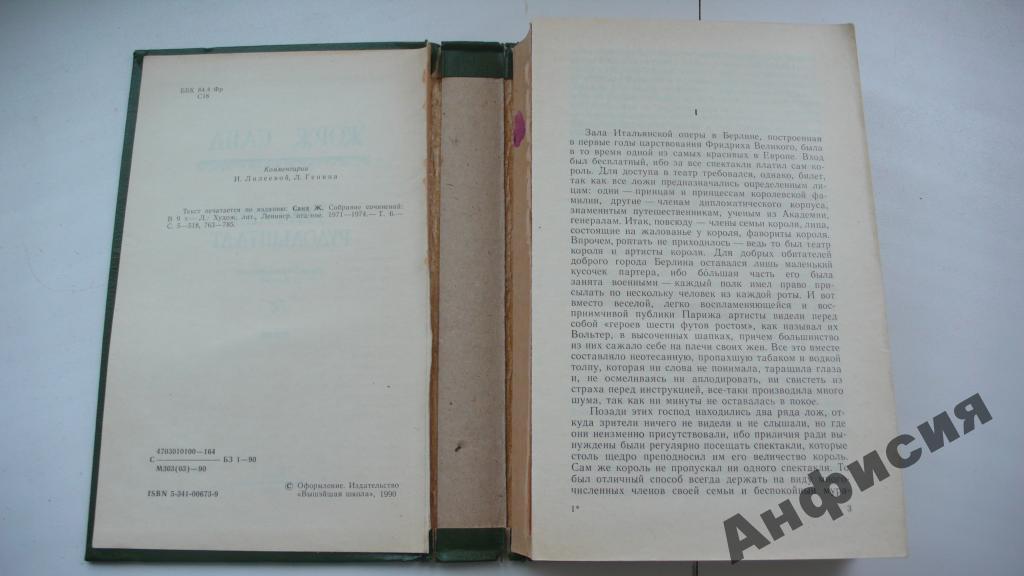 ББК 84.4 Фр
С18
Комментарии
И. Лилеевой, Л. Генина
Текст печатается по изданию: Санд Ж. Собрание сочинений:
В 9 т.— Л.: Худож. лит., Ленингр. отд-ние. 1971—1974.— Т. 6.—
С. 5—518, 763—785.
4703010100—164
С БЗ 1—90
М303(03)—90
ISBN 5-341-00673-9
© Оформление. Издательство
«Вышэйшая школа», 1990
I
Зала Итальянской оперы в Берлине, построенная
в первые годы царствования Фридриха Великого, была
в то время одной из самых красивых в Европе. Вход
был бесплатный, ибо за все спектакли платил сам ко-
роль. Для доступа в театр требовался, однако, билет,
так как все ложи предназначались определенным ли-
цам: одни — принцам и принцессам королевской фа-
милии, другие — членам дипломатического корпуса,
знаменитым путешественникам, ученым из Академии,
генералам. Итак, повсюду — члены семьи короля, лица,
состоящие на жалованье у короля, фавориты короля.
Впрочем, роптать не приходилось — ведь то был театр
короля и артисты короля. Для добрых обитателей
доброго города Берлина оставался лишь маленький
кусочек партера, ибо бо́льшая часть его была
занята военными — каждый полк имел право при-
сылать по нескольку человек из каждой роты. И вот
вместо веселой, легко воспламеняющейся и вос-
приимчивой публики Парижа артисты видели перед
собой «героев шести футов ростом», как называл их
Вольтер, в высоченных шапках, причем большинство
из них сажало себе на плечи своих жен. Все это вместе
составляло неотесанную, пропахшую табаком и водкой
толпу, которая ни слова не понимала, таращила глаза
и, не осмеливаясь ни аплодировать, ни свистеть из
страха перед инструкцией, все-таки производила много
шума, так как ни минуты не оставалась в покое.
Позади этих господ находились два ряда лож, от-
куда зрители ничего не видели и не слышали, но где
они неизменно присутствовали, ибо приличия ради вы-
нуждены были регулярно посещать спектакли, которые
столь щедро преподносил им его величество король.
Сам же король не пропускал ни одного спектакля. То
был отличный способ всегда держать на виду много-
численных членов своей семьи и беспокойный мура-
1*
3
Анфисия